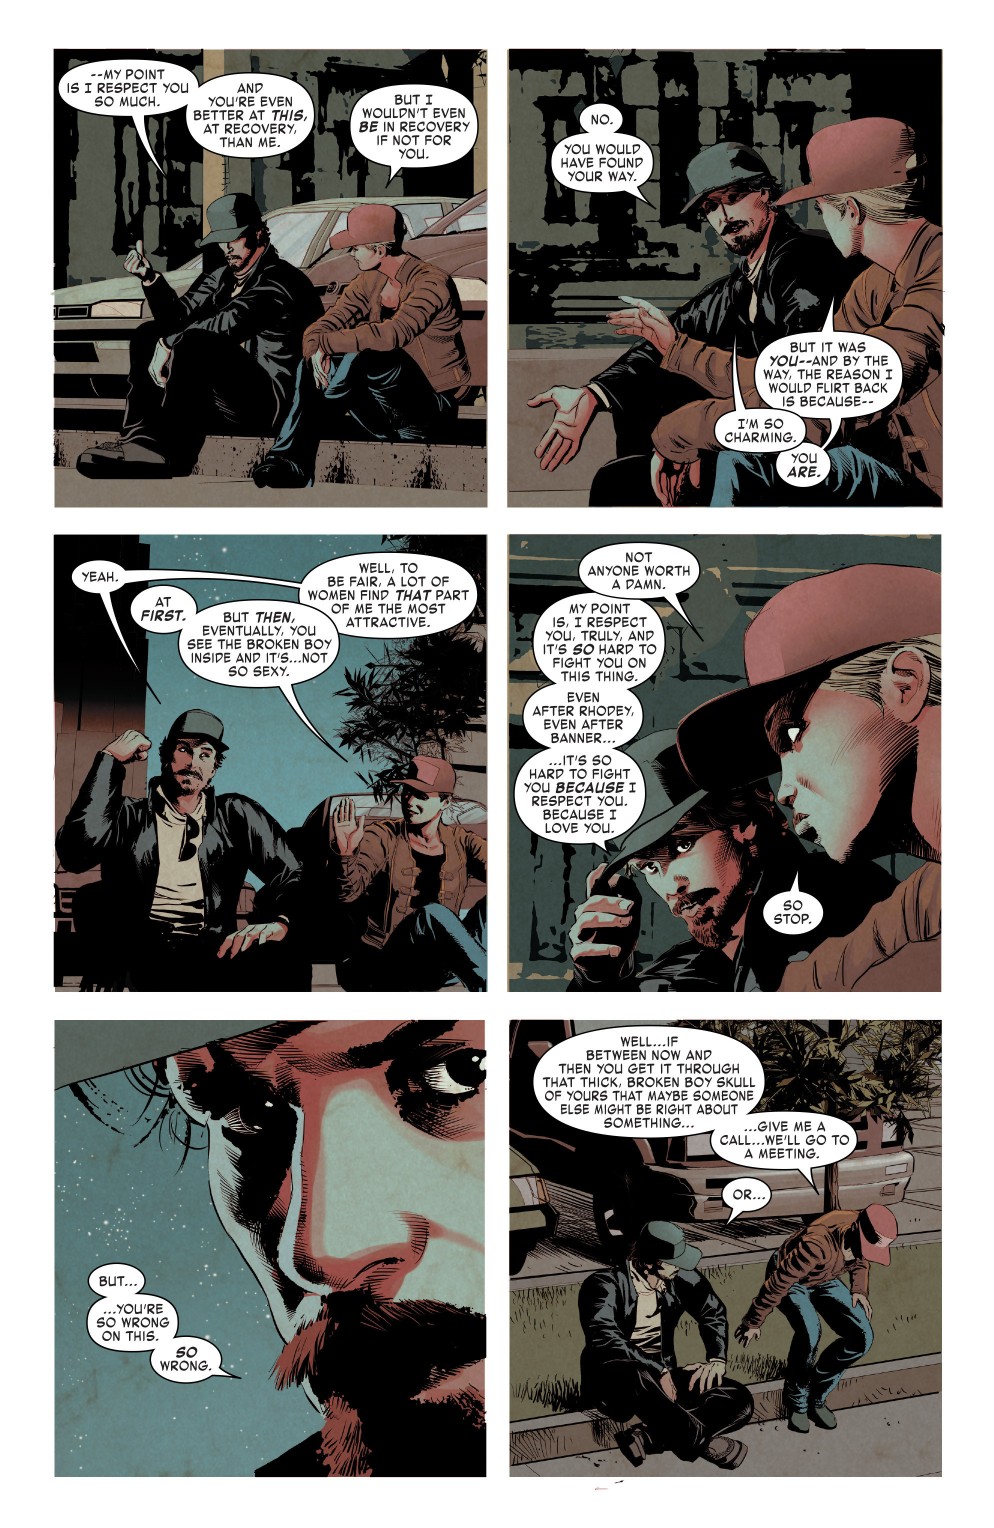 --MY POINT
IS I RESPECT YOU
SO MUCH.
AND
YOU'RE EVEN
BETTER AT THIS,
AT RECOVERY,
THAN ME.
BUT I
WOULDN'T EVEN
BE IN RECOVERY
IF NOT FOR
YOU.
NO.
YOU WOULD
HAVE FOUND
YOUR WAY.
BUT IT WAS
YOU--AND BY THE
WAY, THE REASON I
WOULD FLIRT BACK
IS BECAUSE--
I'M SO
CHARMING.
YOU
ARE.
YEAH.
WELL, TO
BE FAIR, A LOT OF
WOMEN FIND THAT PART
OF ME THE MOST
ATTRACTIVE.
AT
FIRST.
BUT THEN,
EVENTUALLY, YOU
SEE THE BROKEN BOY
INSIDE AND IT'S...NOT
SO SEXY.
NOT
ANYONE WORTH
A DAMN.
MY POINT
IS, I RESPECT
YOU, TRULY, AND
IT'S SO HARD TO
FIGHT YOU ON
THIS THING.
EVEN
AFTER RHODEY,
EVEN AFTER
BANNER...
...IT'S SO
HARD TO FIGHT
YOU BECAUSE I
RESPECT YOU.
BECAUSE I
LOVE YOU.
SO
STOP.
BUT...
...YOU'RE
SO WRONG
ON THIS.
SO
WRONG.
WELL...IF
BETWEEN NOW AND
THEN YOU GET IT THROUGH
THAT THICK, BROKEN BOY SKULL
OF YOURS THAT MAYBE SOMEONE
ELSE MIGHT BE RIGHT ABOUT
SOMETHING...
...GIVE ME A
CALL...WE'LL GO TO
A MEETING.
OR...